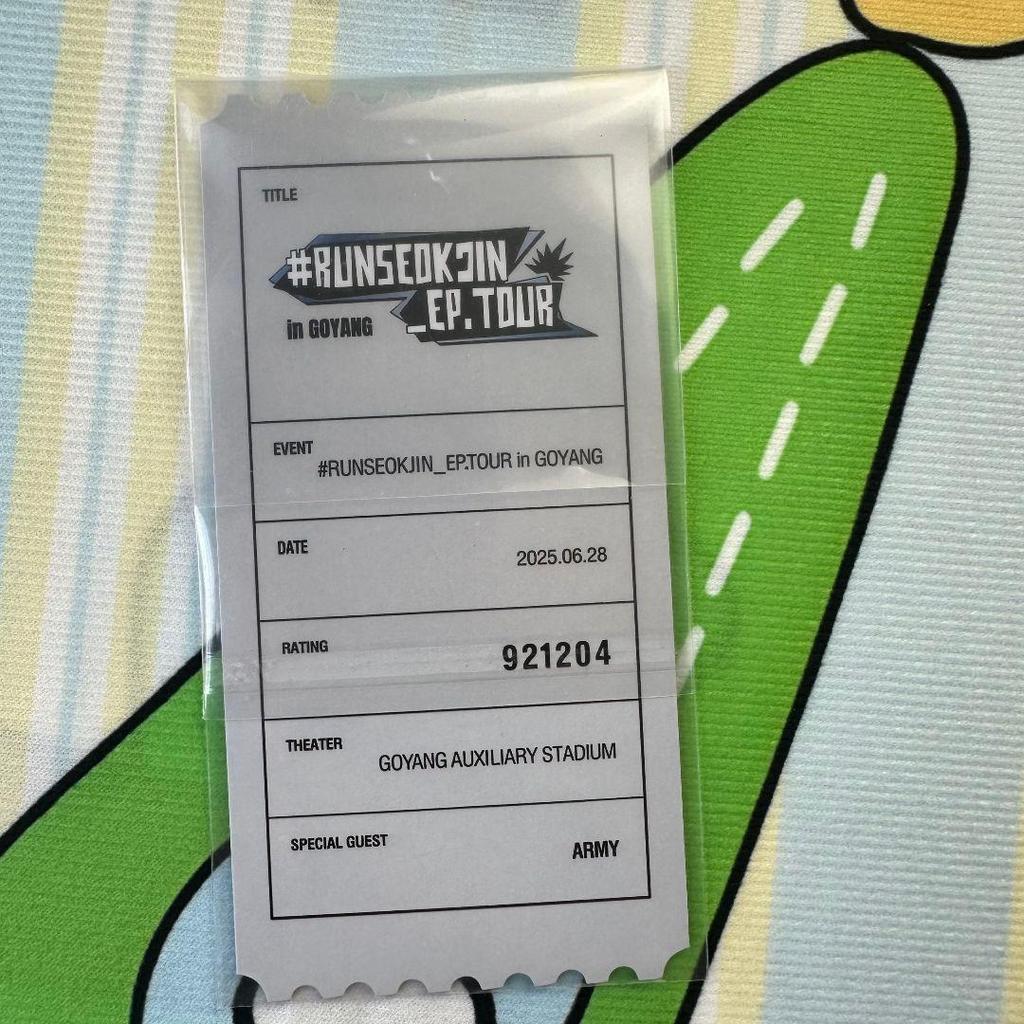 TITLE
#RUNSEOKJIN
_EP.TOUR
in GOYANG
EVENT
#RUNSEOKJIN_EP.TOUR in GOYANG
DATE
2025.06.28
RATING
921204
THEATER
GOYANG AUXILIARY STADIUM
SPECIAL GUEST
ARMY